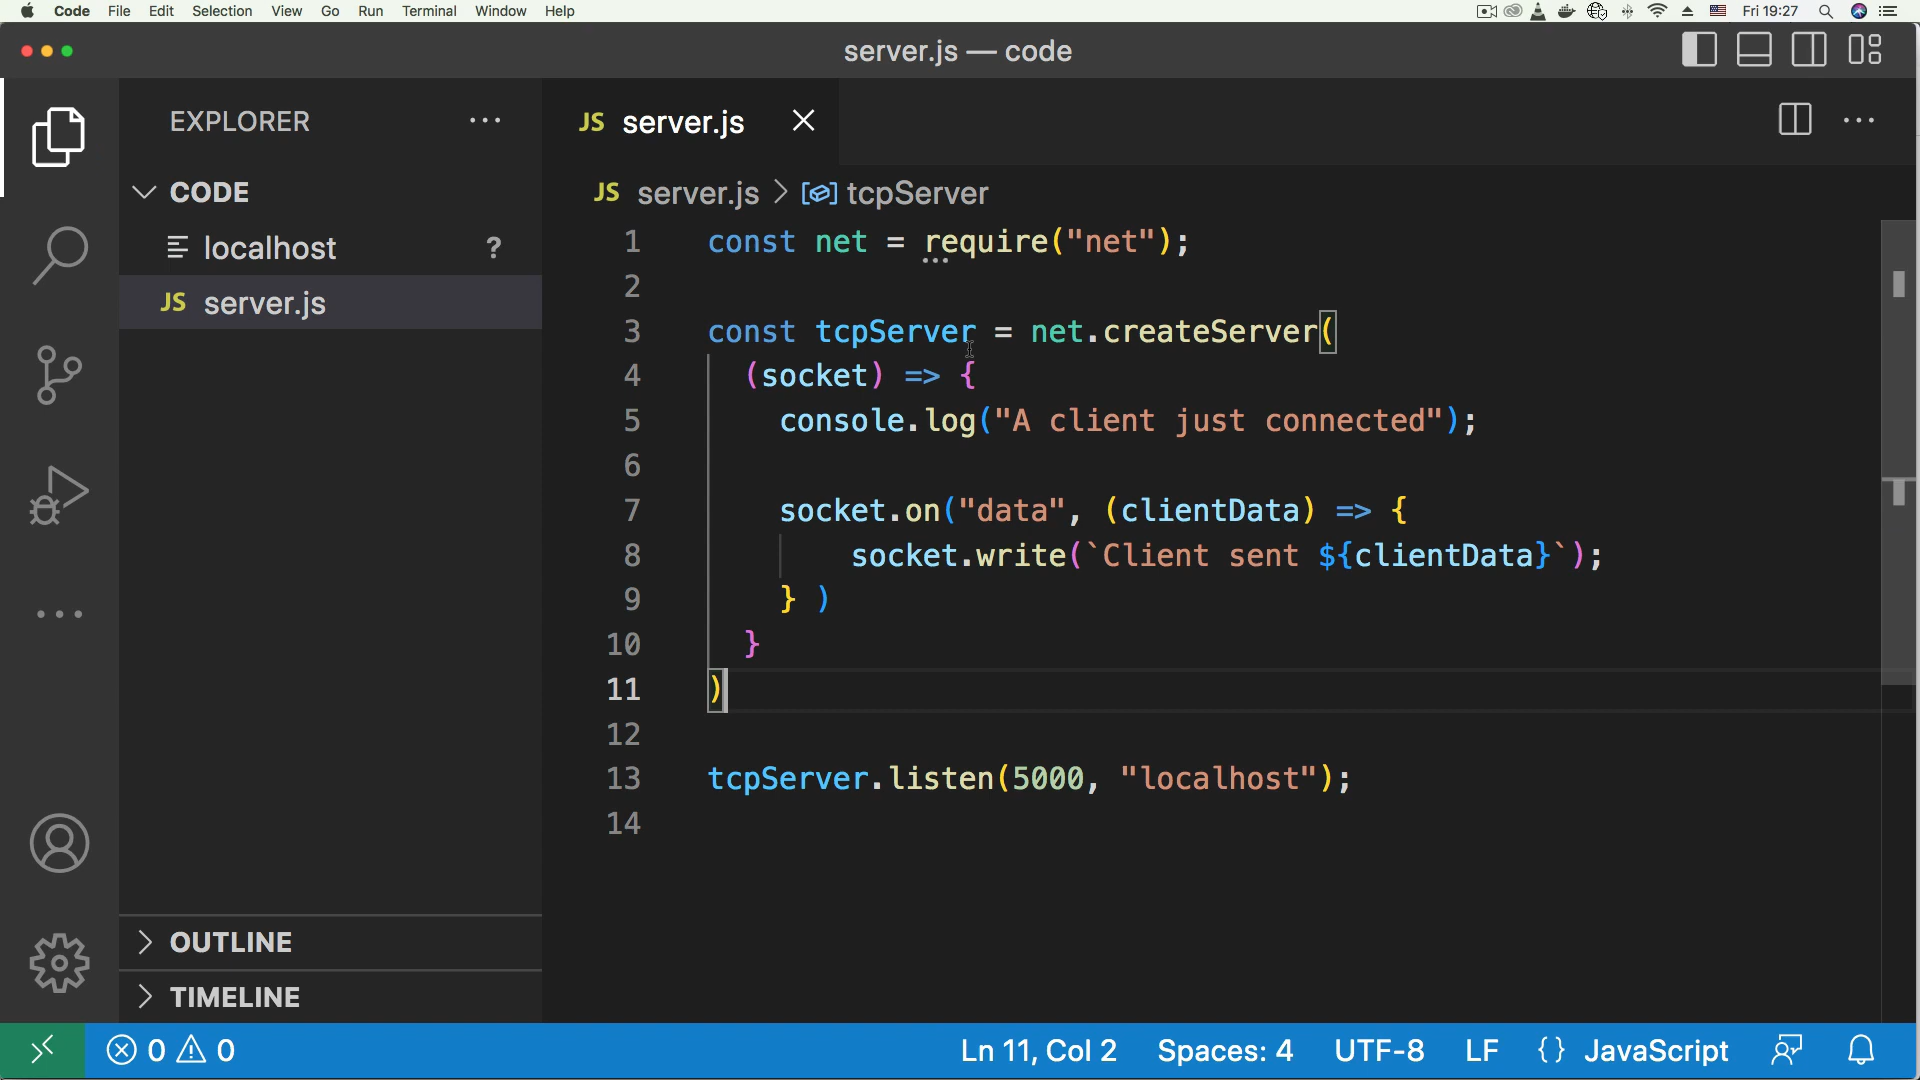 Code File Edit Selection View Go Run Terminal Window Help Fri 19:27
server.js — code
EXPLORER ...
CODE
localhost ?
JS server.js
JS server.js
JS server.js > tcpServer
1 const net = require("net");
2
3 const tcpServer = net.createServer(
4 (socket) => {
5 console.log("A client just connected");
6
7 socket.on("data", (clientData) => {
8 socket.write(`Client sent ${clientData}`);
9 } )
10 }
11 )
12
13 tcpServer.listen(5000, "localhost");
14
OUTLINE
TIMELINE
0 0 Ln 11, Col 2 Spaces: 4 UTF-8 LF {} JavaScript